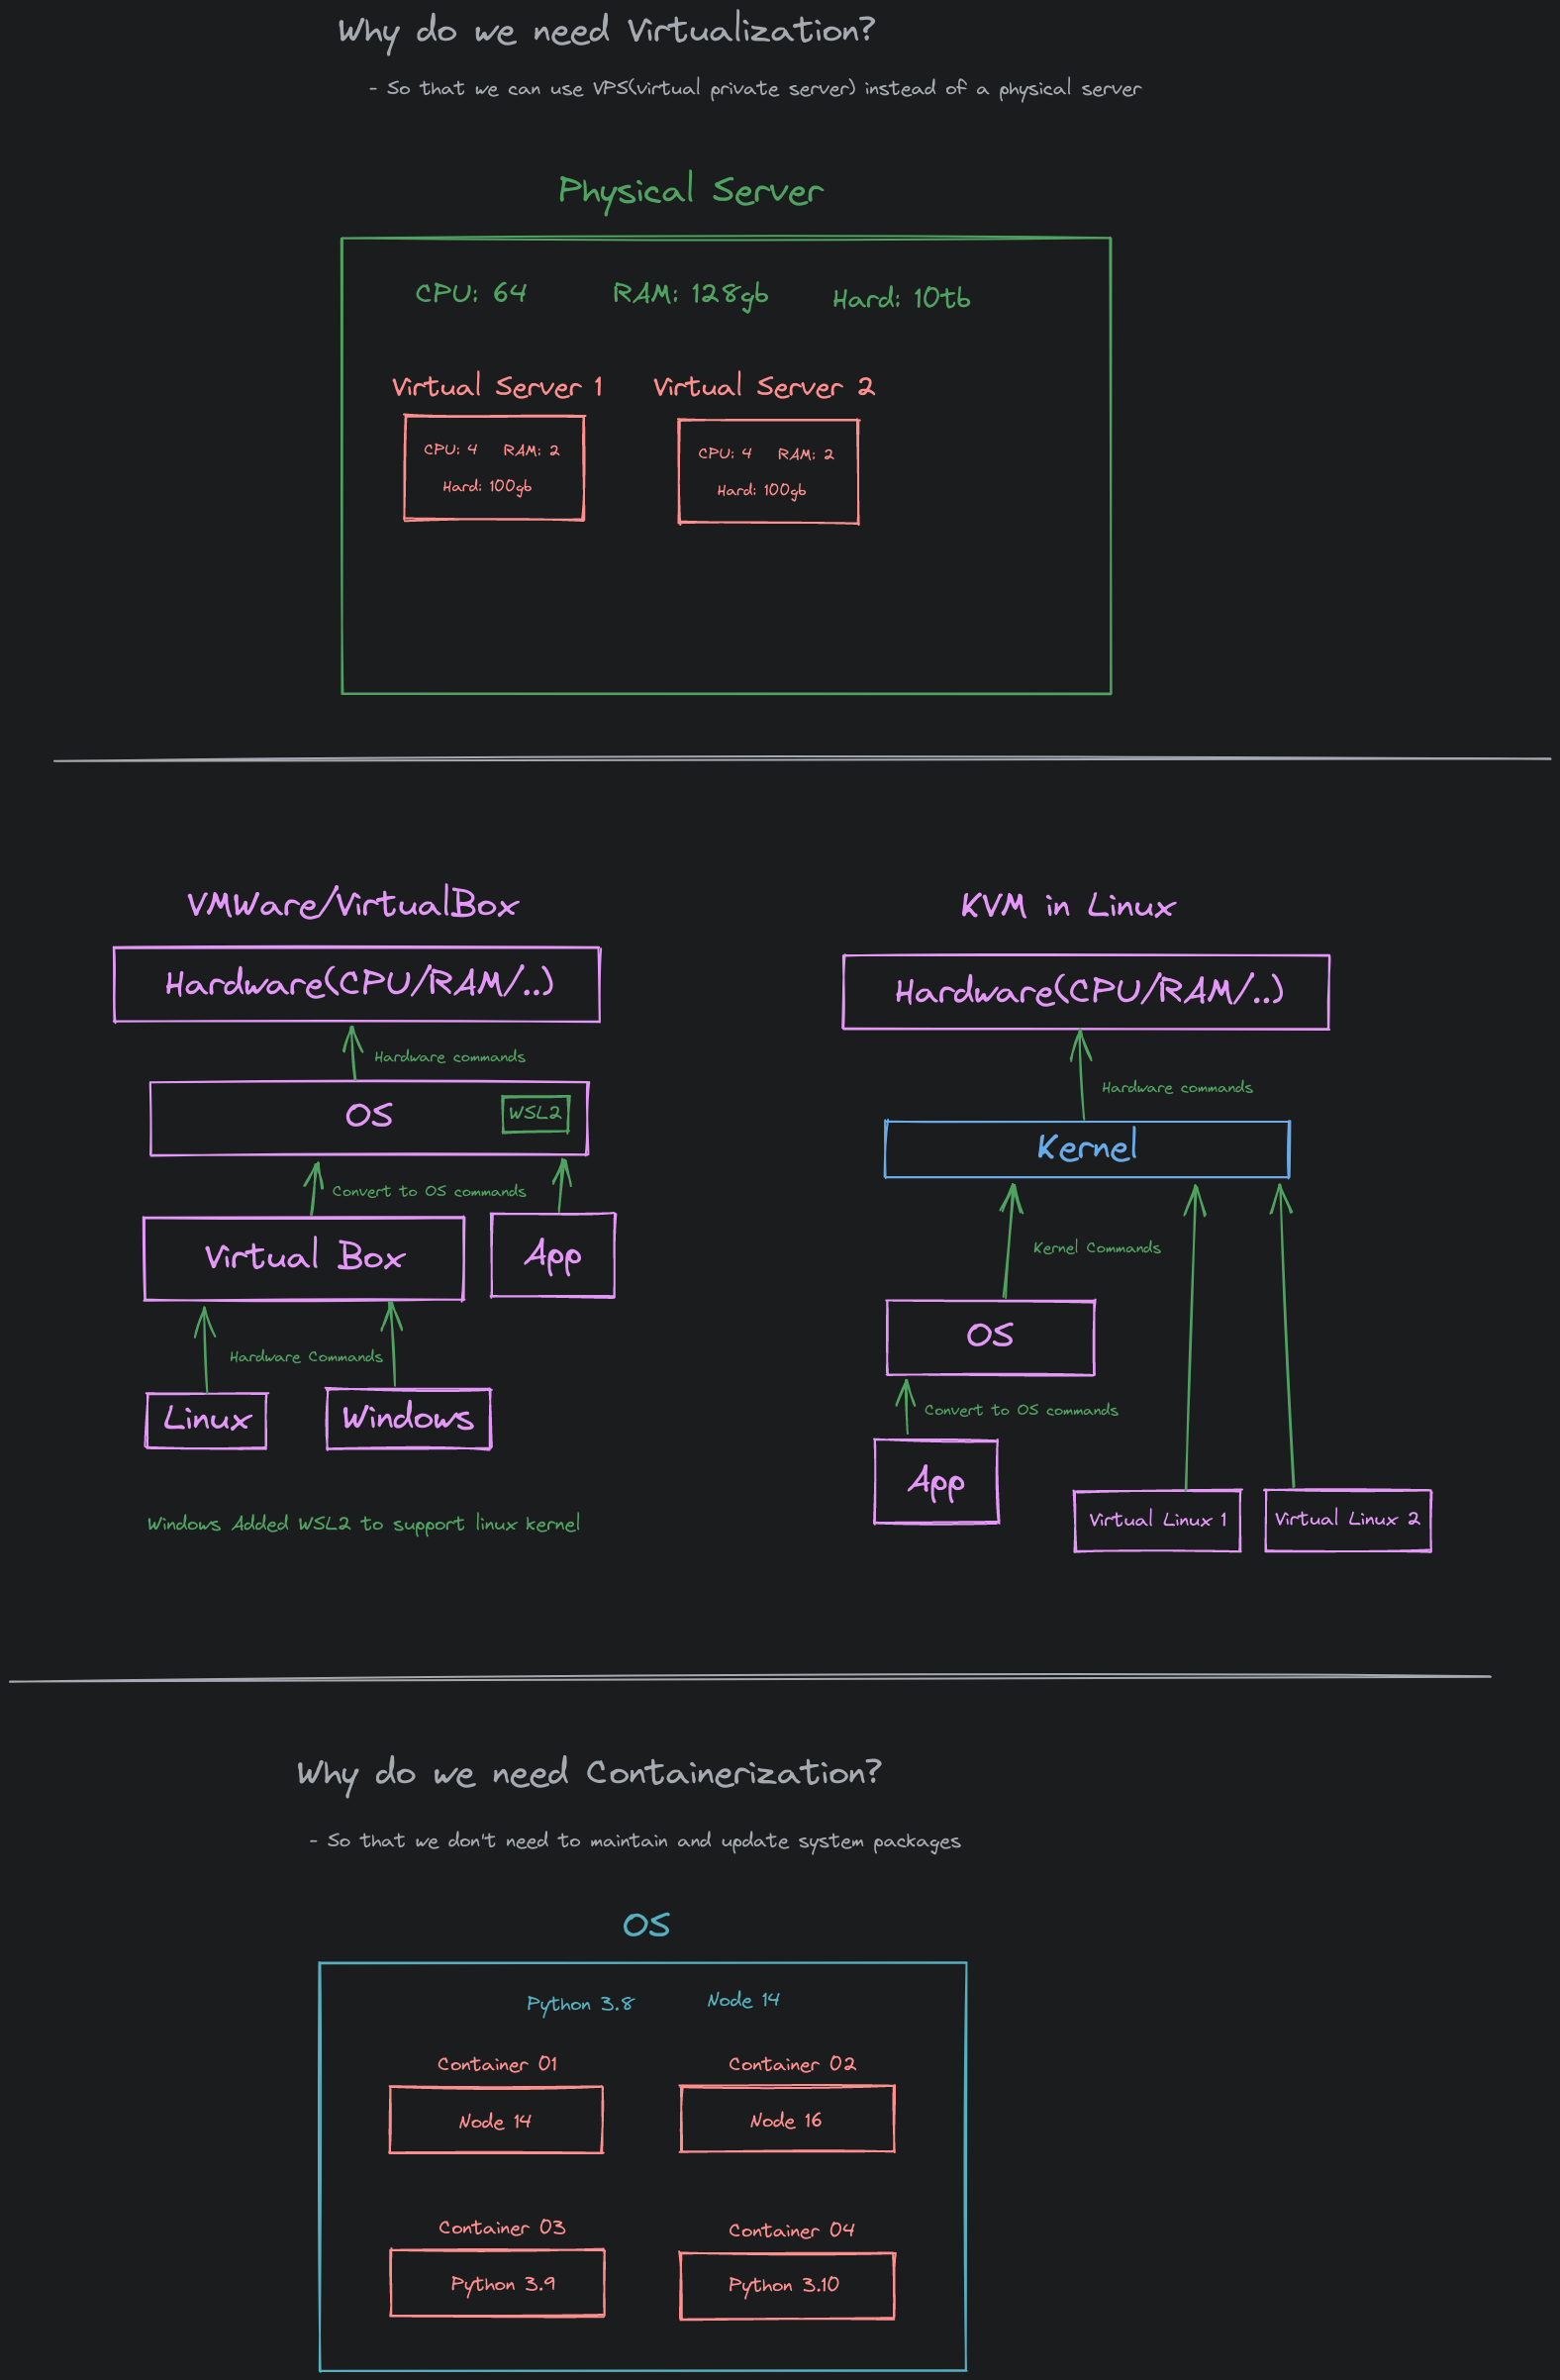 Why do we need Virtualization?
- So that we can use VPS(virtual private server) instead of a physical server
Physical Server
CPU: 64 RAM: 128gb Hard: 10tb
Virtual Server 1 Virtual Server 2
CPU: 4 RAM: 2 CPU: 4 RAM: 2
Hard: 100gb Hard: 100gb
VMWare/VirtualBox
Hardware(CPU/RAM/..)
Hardware commands
OS
WSL2
Convert to OS commands
Virtual Box
App
Hardware Commands
Linux
Windows
Windows Added WSL2 to support linux kernel
KVM in Linux
Hardware(CPU/RAM/..)
Hardware commands
Kernel
Kernel Commands
OS
Convert to OS commands
App
Virtual Linux 1
Virtual Linux 2
Why do we need Containerization?
- So that we don't need to maintain and update system packages
OS
Python 3.8 Node 14
Container 01 Container 02
Node 14 Node 16
Container 03 Container 04
Python 3.9 Python 3.10